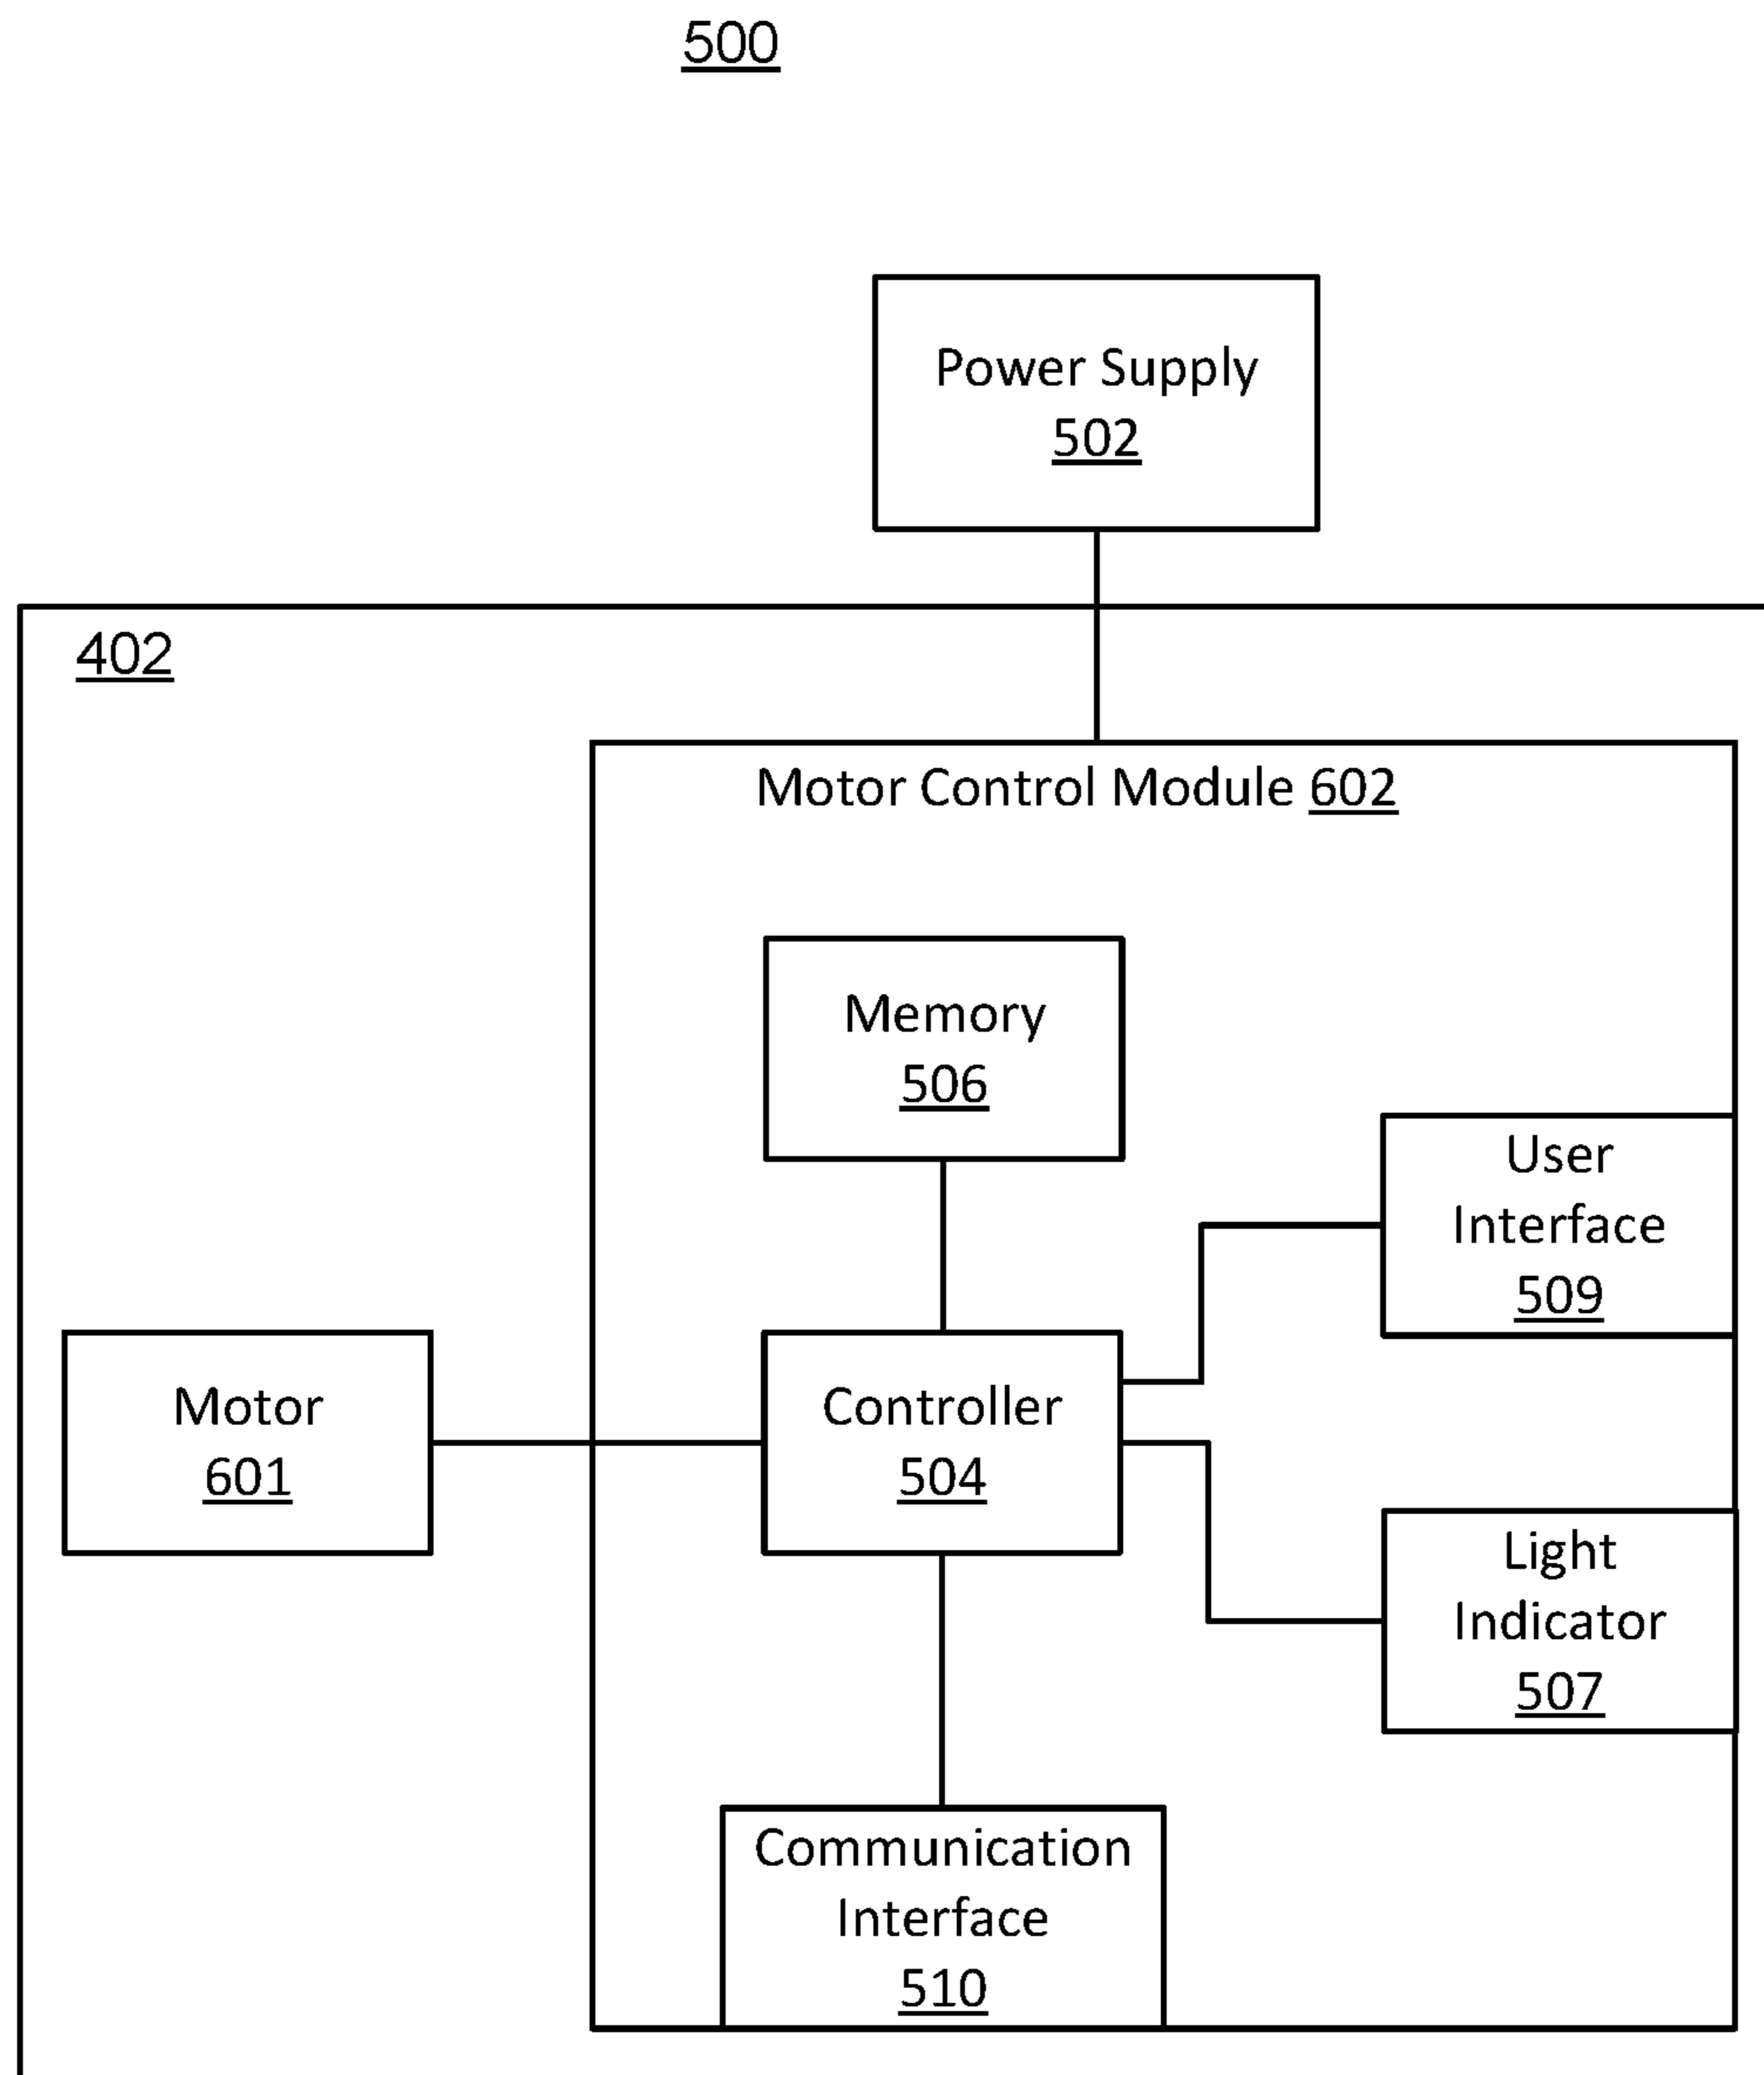 500
Power Supply
502
402
Motor Control Module 602
Memory
506
User
Interface
509
Motor
601
Controller
504
Light
Indicator
507
Communication
Interface
510